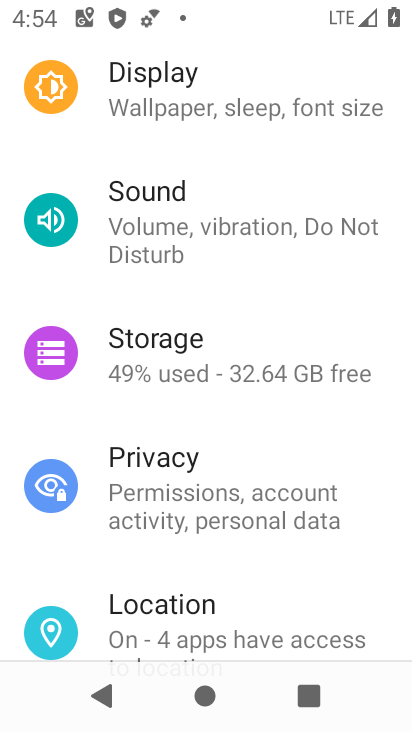 4:54
LTE
Display
Wallpaper, sleep, font size
Sound
Volume, vibration, Do Not
Disturb
Storage
49% used - 32.64 GB free
Privacy
Permissions, account
activity, personal data
Location
On - 4 apps have access
to location